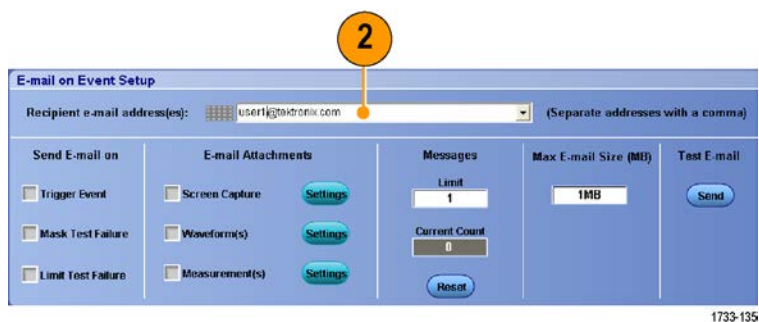 2
E-mail on Event Setup
Recipient e-mail address(es): user1@tektronix.com (Separate addresses with a comma)
Send E-mail on E-mail Attachments Messages Max E-mail Size (MB) Test E-mail
Limit
Trigger Event Screen Capture Settings 1 1MB Send
Mask Test Failure Waveform(s) Settings Current Count
0
Limit Test Failure Measurement(s) Settings
Reset
1733-135